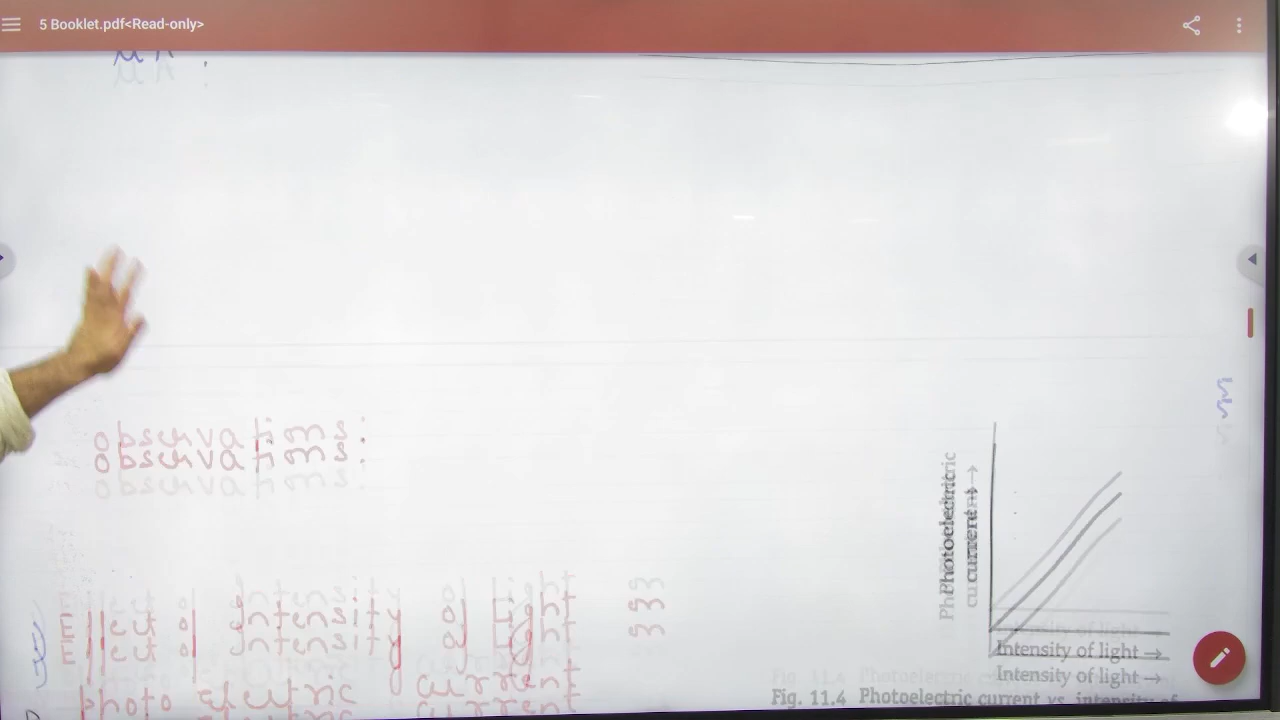 5 Booklet.pdf<Read-only>
observations:
Effect of intensity of light
Photoelectric
current →
Intensity of light →
photo electric current
Fig. 11.4 Photoelectric current vs. intensity of